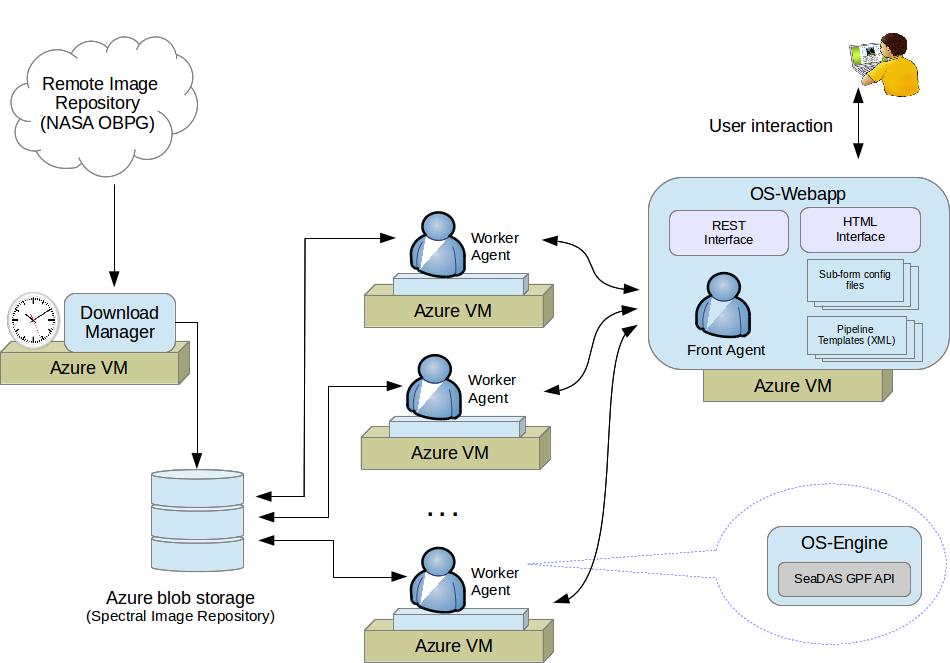 Remote Image
Repository
(NASA OBPG)
User interaction
OS-Webapp
REST
Interface
HTML
Interface
Sub-form config
files
Front Agent
Pipeline
Templates (XML)
Azure VM
Worker
Agent
Azure VM
Download
Manager
Azure VM
Worker
Agent
Azure VM
...
Azure blob storage
(Spectral Image Repository)
Worker
Agent
Azure VM
OS-Engine
SeaDAS GPF API